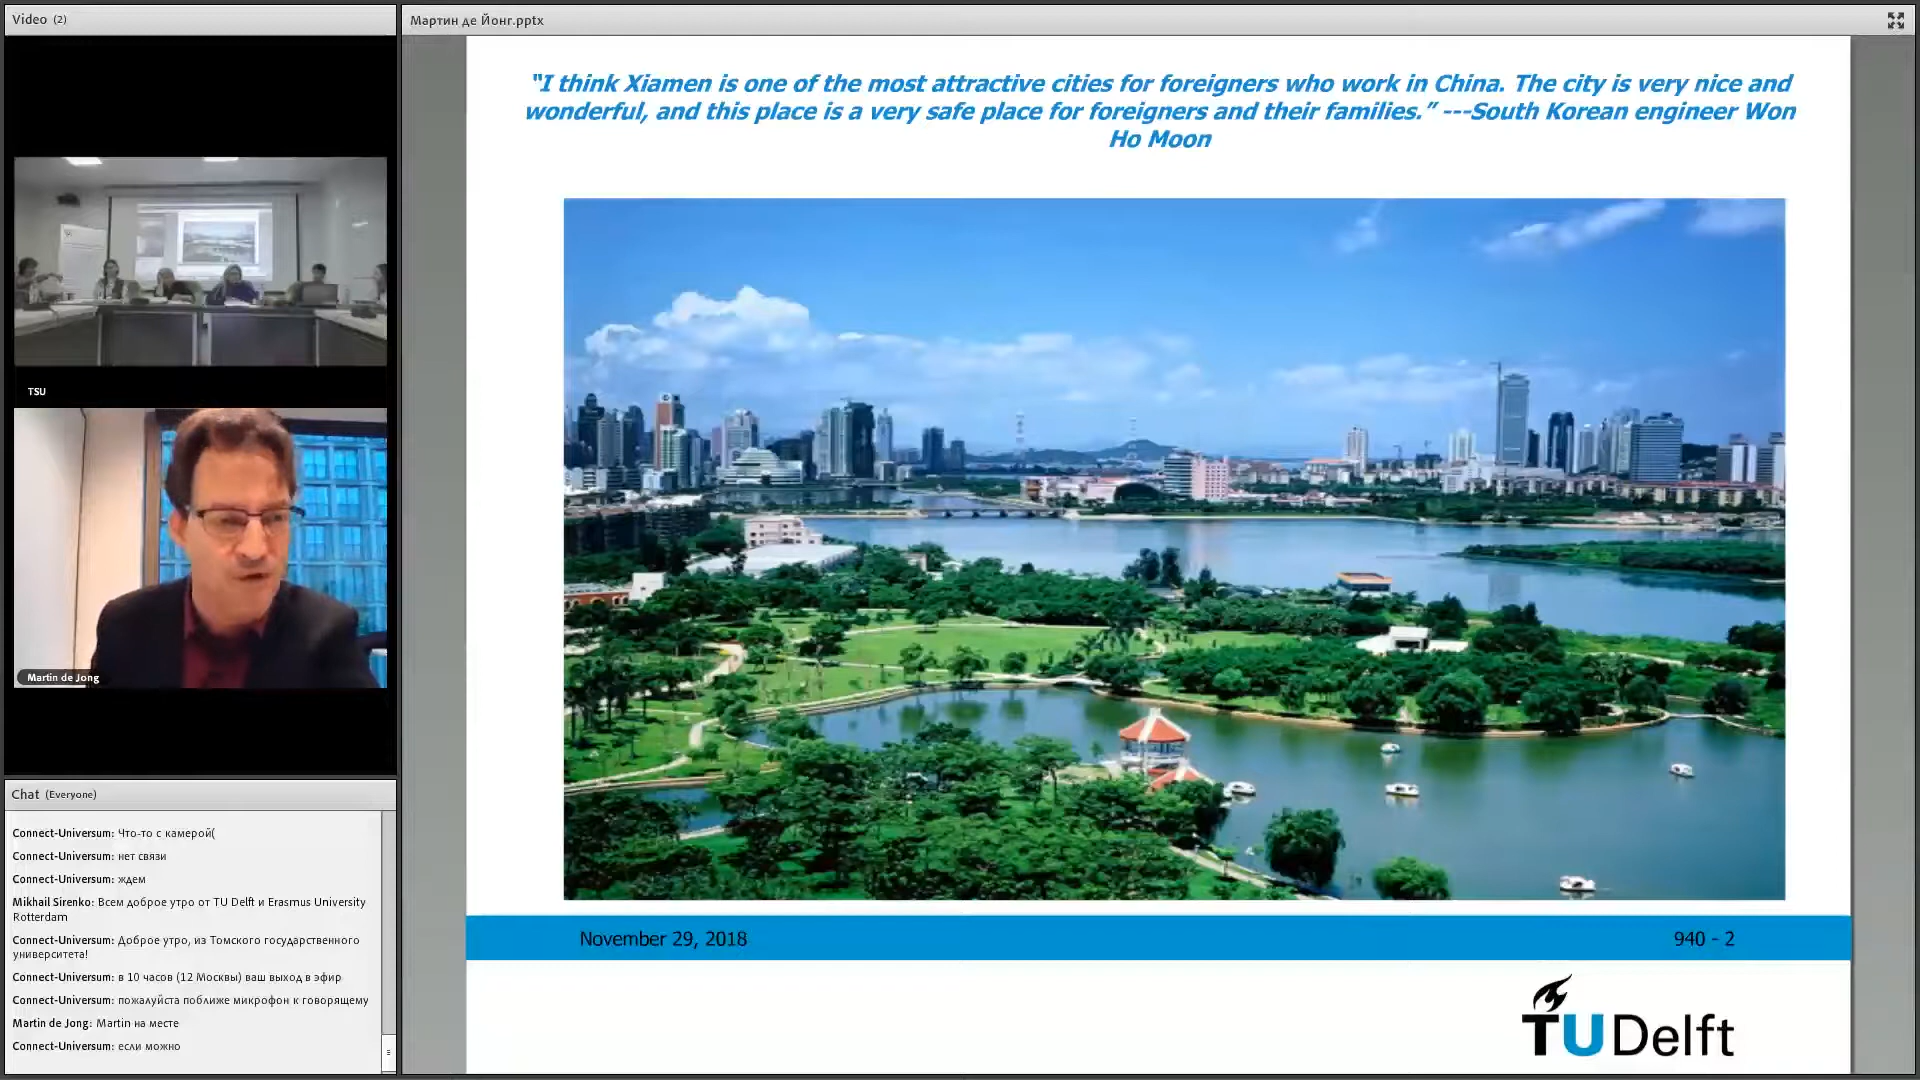 Video (2)
TSU
Martin de Jong
Chat (Everyone)
Connect-Universum: Что-то с камерой(
Connect-Universum: нет связи
Connect-Universum: ждем
Mikhail Sirenko: Всем доброе утро от TU Delft и Erasmus University
Rotterdam
Connect-Universum: Доброе утро, из Томского государственного
университета!
Connect-Universum: в 10 часов (12 Москвы) ваш выход в эфир
Connect-Universum: пожалуйста поближе микрофон к говорящему
Martin de Jong: Martin на месте
Connect-Universum: если можно
Мартин де Йонг.pptx
“I think Xiamen is one of the most attractive cities for foreigners who work in China. The city is very nice and
wonderful, and this place is a very safe place for foreigners and their families.” ---South Korean engineer Won
Ho Moon
November 29, 2018
940 - 2
TU Delft